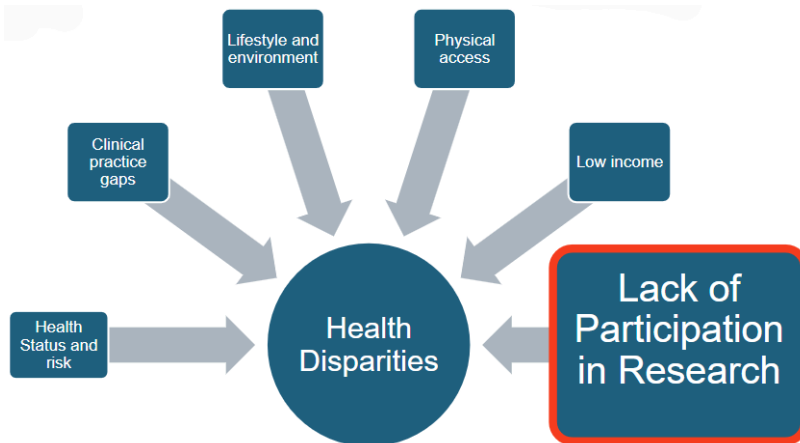 Lifestyle and
environment
Physical
access
Clinical
practice
gaps
Low income
Health
Status and
risk
Health
Disparities
Lack of
Participation
in Research